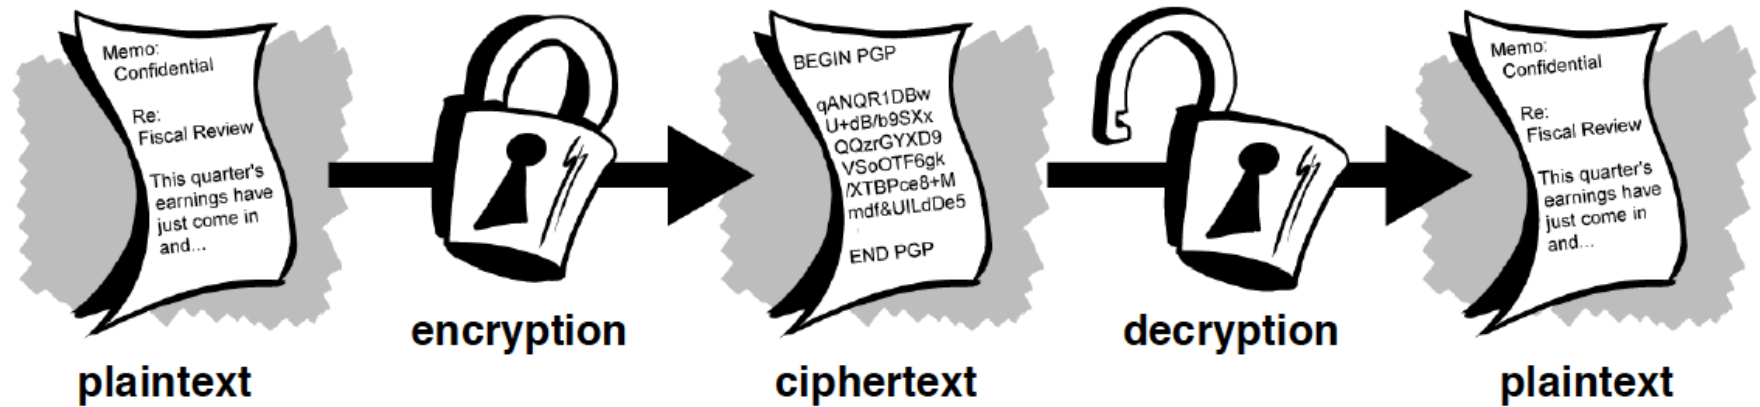 Memo:
Confidential
Re:
Fiscal Review
This quarter's
earnings have
just come in
and...
plaintext
encryption
BEGIN PGP
qANQR1DBw
U+dB/b9SXx
QQzrGYXD9
VSoOTF6gk
/XTBPce8+M
mdf&UILdDe5
END PGP
ciphertext
decryption
Memo:
Confidential
Re:
Fiscal Review
This quarter's
earnings have
just come in
and...
plaintext